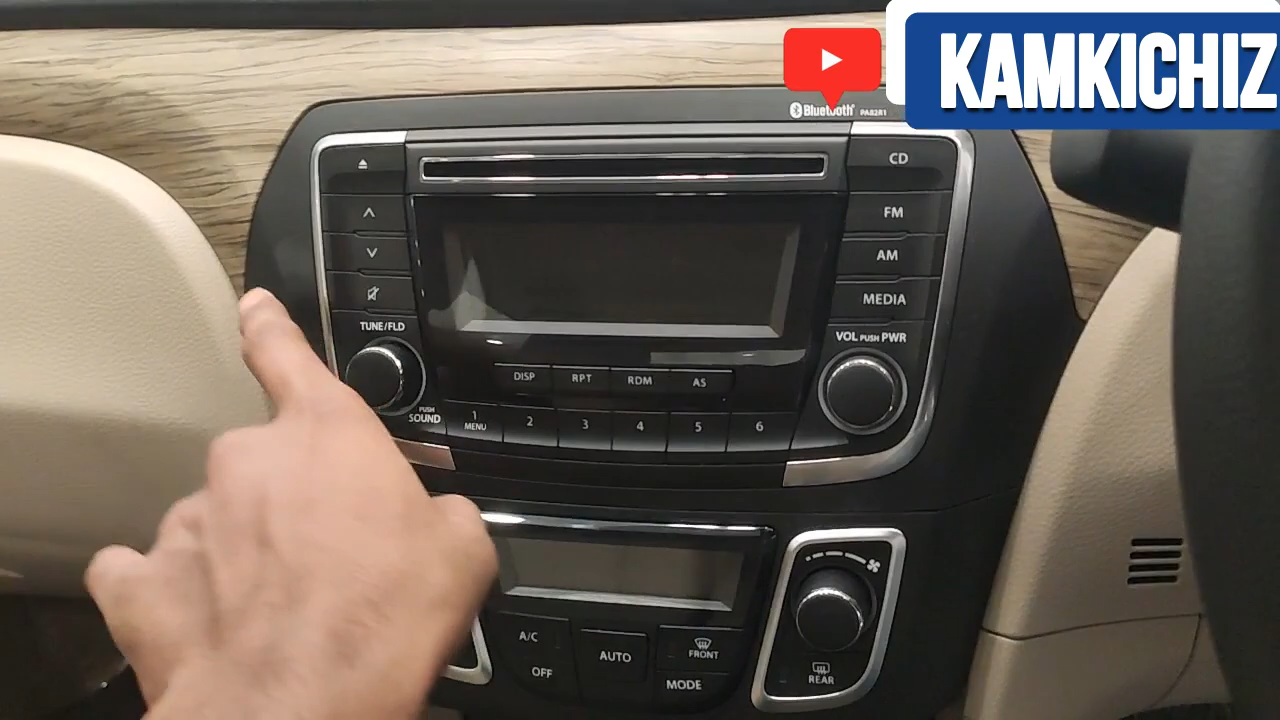 KAMKICHIZ
Bluetooth PA82R1
CD
FM
AM
MEDIA
TUNE/FLD
VOL PUSH PWR
PUSH
SOUND
DISP RPT RDM AS
1 2 3 4 5 6
MENU
A/C AUTO FRONT
OFF MODE REAR